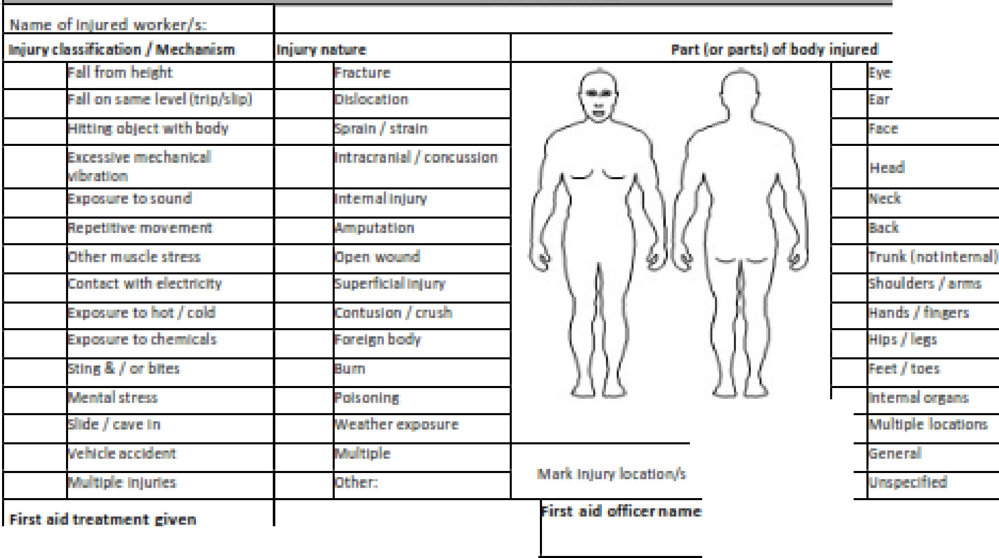 Name of injured worker/s:
Injury classification / Mechanism Injury nature Part (or parts) of body injured
Fall from height Fracture Eye
Fall on same level (trip/slip) Dislocation Ear
Hitting object with body Sprain / strain Face
Excessive mechanical Intracranial / concussion Head
vibration
Exposure to sound Internal injury Neck
Repetitive movement Amputation Back
Other muscle stress Open wound Trunk (not internal)
Contact with electricity Superficial injury Shoulders / arms
Exposure to hot / cold Contusion / crush Hands / fingers
Exposure to chemicals Foreign body Hips / legs
Sting & / or bites Burn Feet / toes
Mental stress Poisoning Internal organs
Slide / cave in Weather exposure Multiple locations
Vehicle accident Multiple General
Mark injury location/s
Multiple injuries Other: Unspecified
First aid treatment given First aid officer name